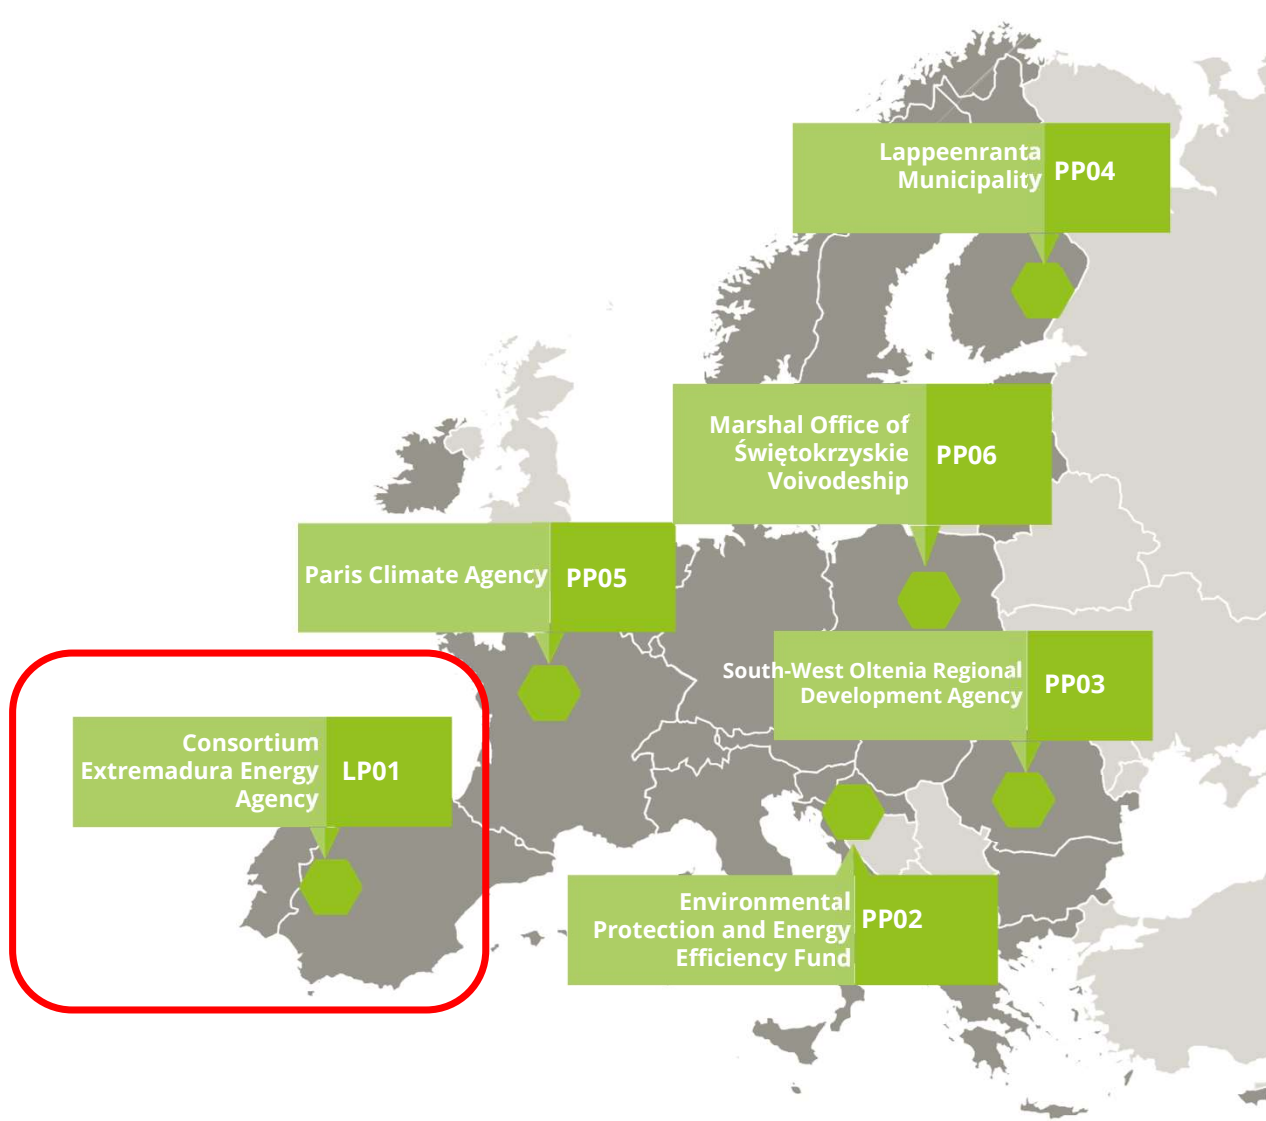 Lappeenranta
Municipality
PP04
Marshal Office of
Świętokrzyskie
Voivodeship
PP06
Paris Climate Agency
PP05
South-West Oltenia Regional
Development Agency
PP03
Consortium
Extremadura Energy
Agency
LP01
Environmental
Protection and Energy
Efficiency Fund
PP02